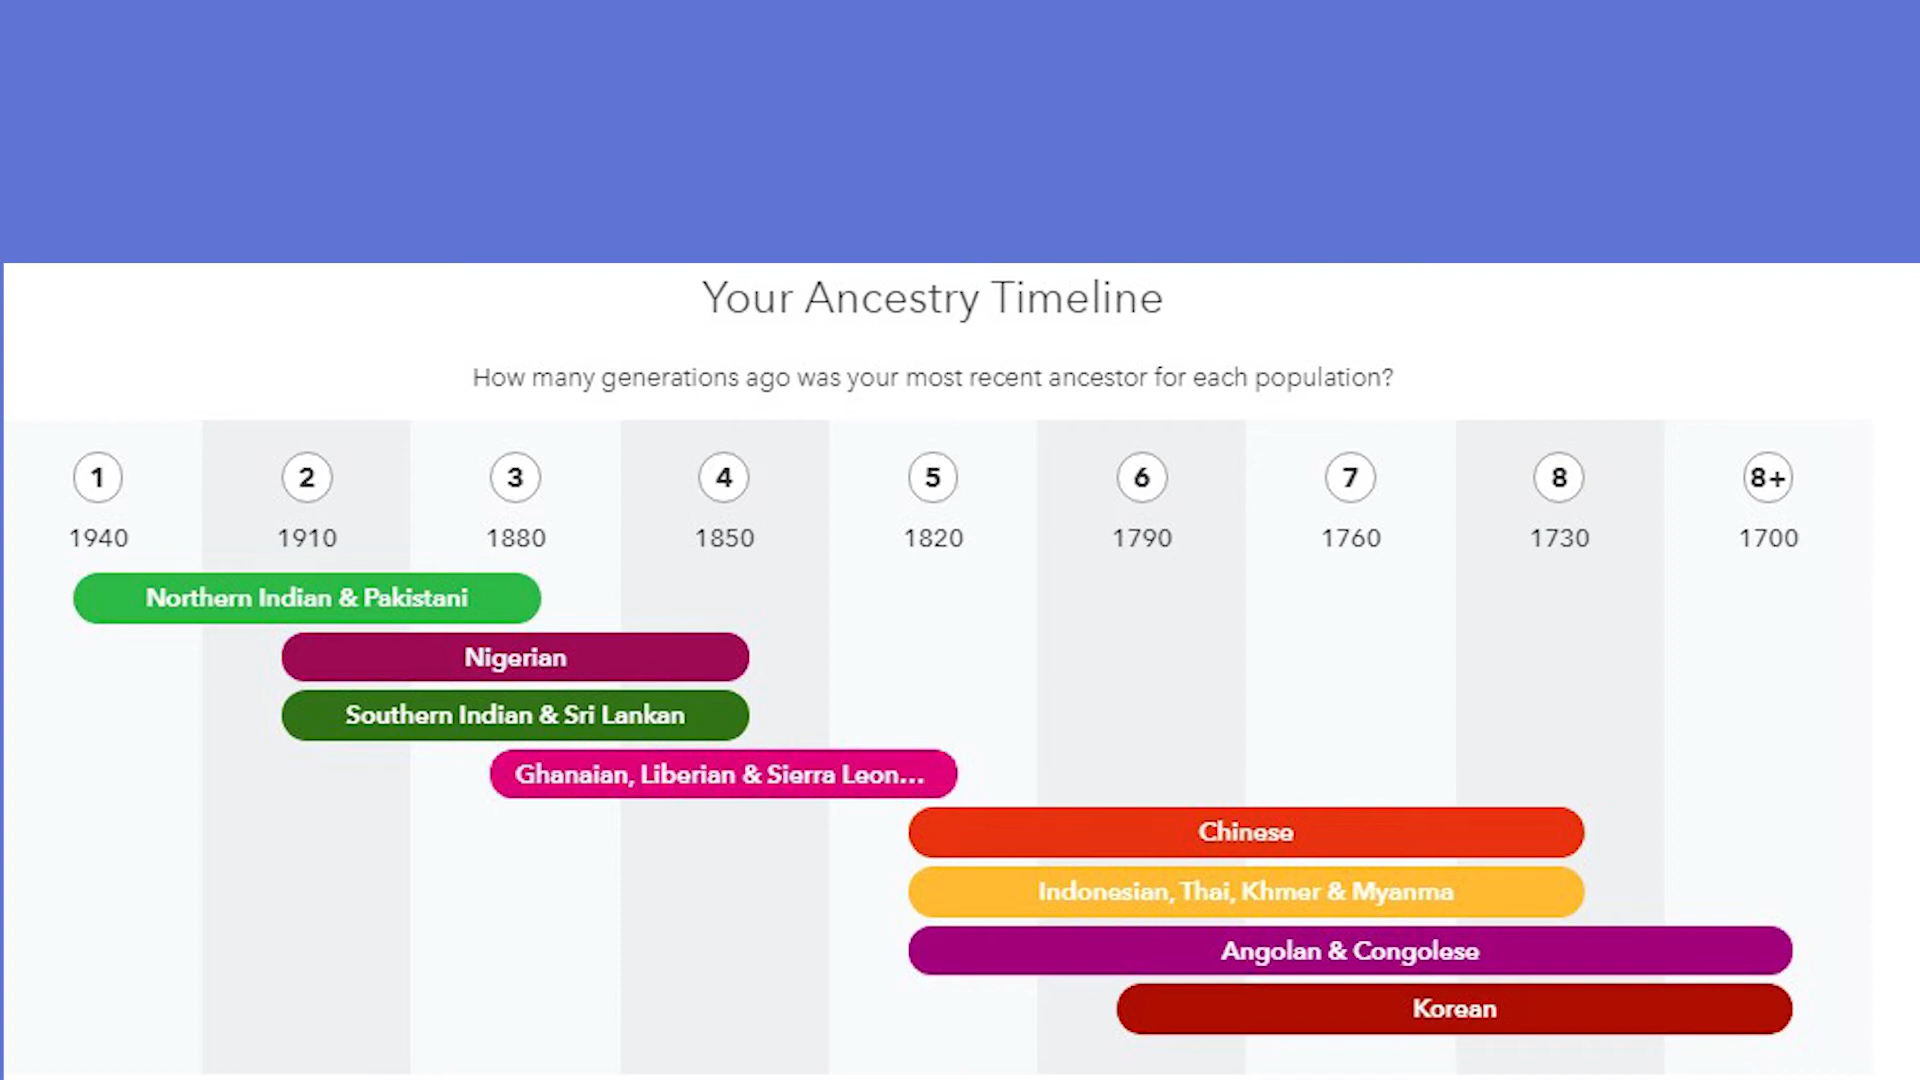 Your Ancestry Timeline
How many generations ago was your most recent ancestor for each population?
1 2 3 4 5 6 7 8 8+
1940 1910 1880 1850 1820 1790 1760 1730 1700
Northern Indian & Pakistani
Nigerian
Southern Indian & Sri Lankan
Ghanaian, Liberian & Sierra Leon...
Chinese
Indonesian, Thai, Khmer & Myanma
Angolan & Congolese
Korean